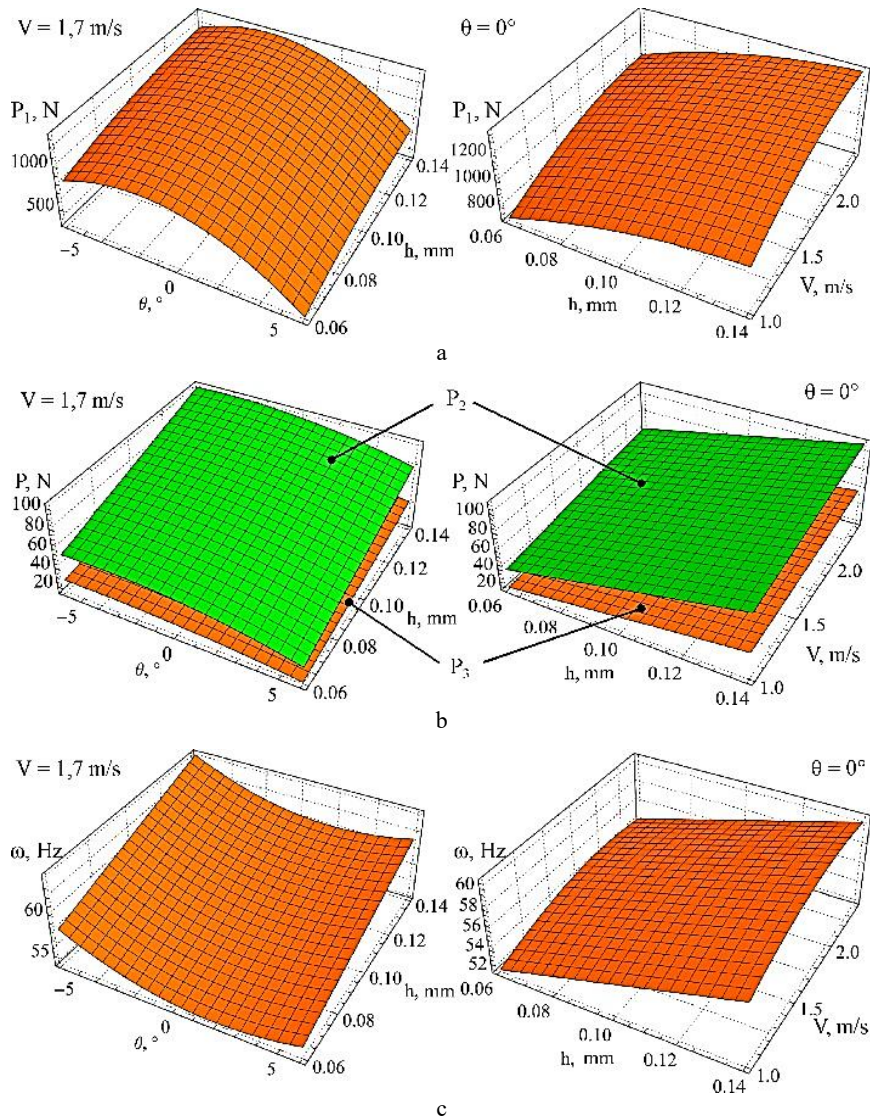 V = 1,7 m/s
θ = 0°
P₁, N
1000
500
−5
0
5
θ, °
0.06
0.08
0.10
0.12
0.14
h, mm
P₁, N
1200
1000
800
0.06
0.08
0.10
0.12
0.14
h, mm
1.0
1.5
2.0
V, m/s
a
V = 1,7 m/s
P₂
θ = 0°
P, N
100
80
60
40
20
−5
0
5
θ, °
0.06
0.08
0.10
0.12
0.14
h, mm
P₃
P, N
100
80
60
40
20
0.06
0.08
0.10
0.12
0.14
h, mm
1.0
1.5
2.0
V, m/s
b
V = 1,7 m/s
θ = 0°
ω, Hz
60
55
−5
0
5
θ, °
0.06
0.08
0.10
0.12
0.14
h, mm
ω, Hz
60
58
56
54
52
0.06
0.08
0.10
0.12
0.14
h, mm
1.0
1.5
2.0
V, m/s
c